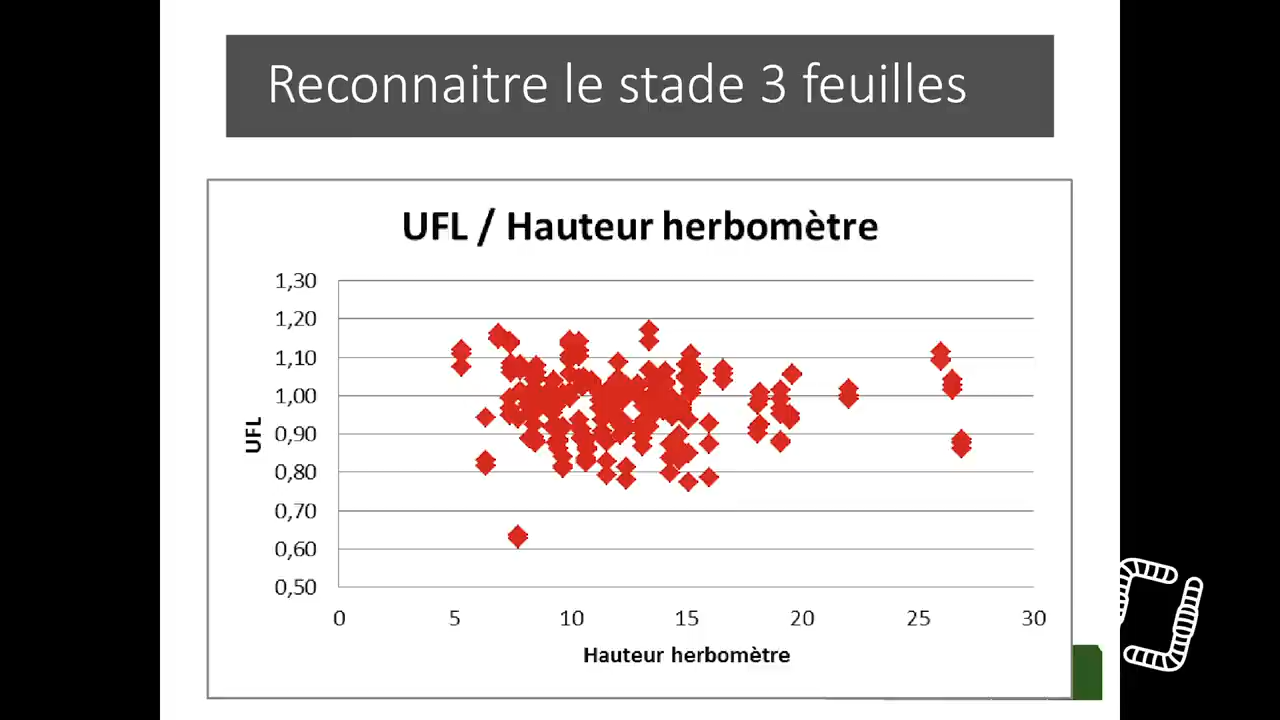 Reconnaitre le stade 3 feuilles
UFL / Hauteur herbomètre
1,30
1,20
1,10
1,00
0,90
0,80
0,70
0,60
0,50
UFL
0 5 10 15 20 25 30
Hauteur herbomètre